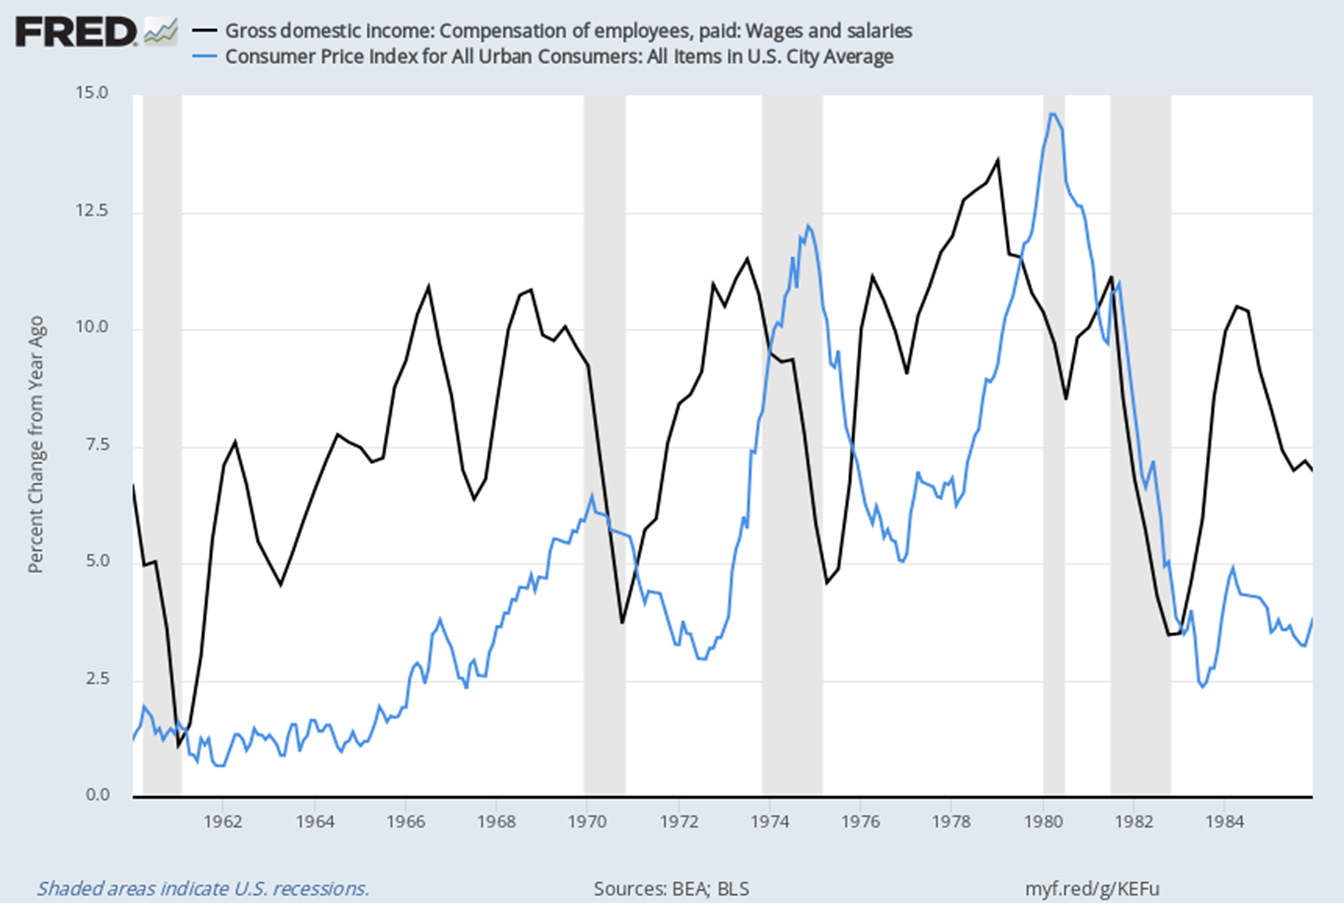 FRED
Gross domestic income: Compensation of employees, paid: Wages and salaries
Consumer Price Index for All Urban Consumers: All Items in U.S. City Average
Percent Change from Year Ago
15.0
12.5
10.0
7.5
5.0
2.5
0.0
1962 1964 1966 1968 1970 1972 1974 1976 1978 1980 1982 1984
Shaded areas indicate U.S. recessions. Sources: BEA; BLS myf.red/g/KEFu